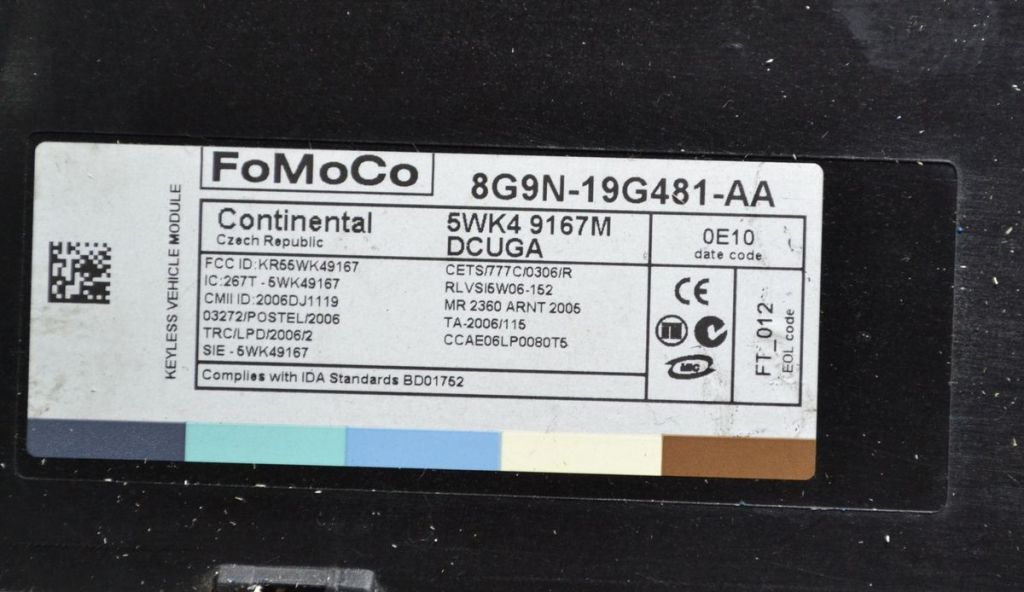 FoMoCo
8G9N-19G481-AA
KEYLESS VEHICLE MODULE
Continental
Czech Republic
5WK4 9167M
DCUGA
0E10
date code
FCC ID:KR55WK49167
IC:267T - 5WK49167
CMII ID:2006DJ1119
03272/POSTEL/2006
TRC/LPD/2006/2
SIE - 5WK49167
CETS/777C/0306/R
RLVSI5W06-152
MR 2360 ARNT 2005
TA-2006/115
CCAE06LP0080T5
CE
MIC
FT_012
EOL code
Complies with IDA Standards BD01752